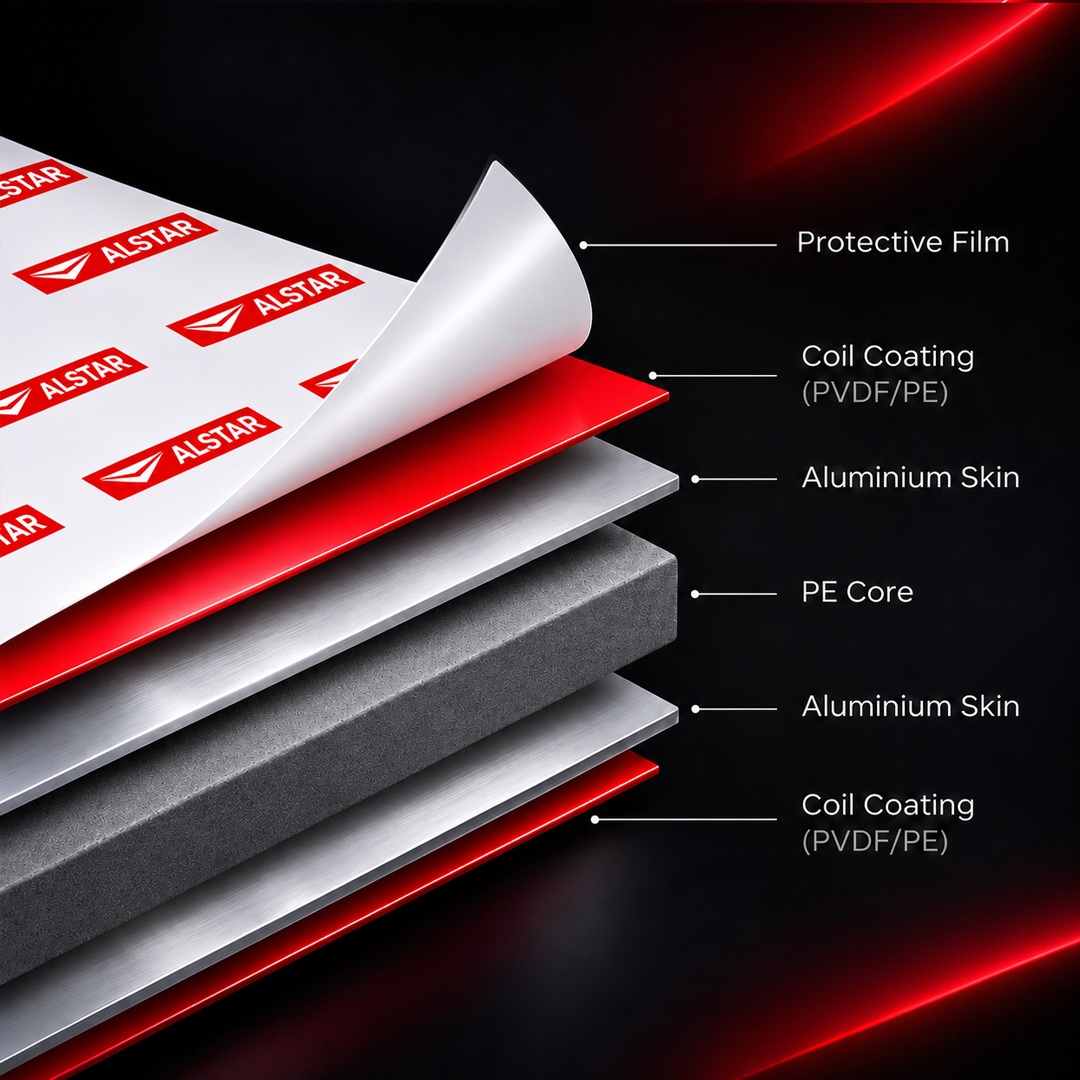 ALSTAR
ALSTAR
ALSTAR
ALSTAR
ALSTAR
Protective Film
Coil Coating
(PVDF/PE)
Aluminium Skin
PE Core
Aluminium Skin
Coil Coating
(PVDF/PE)